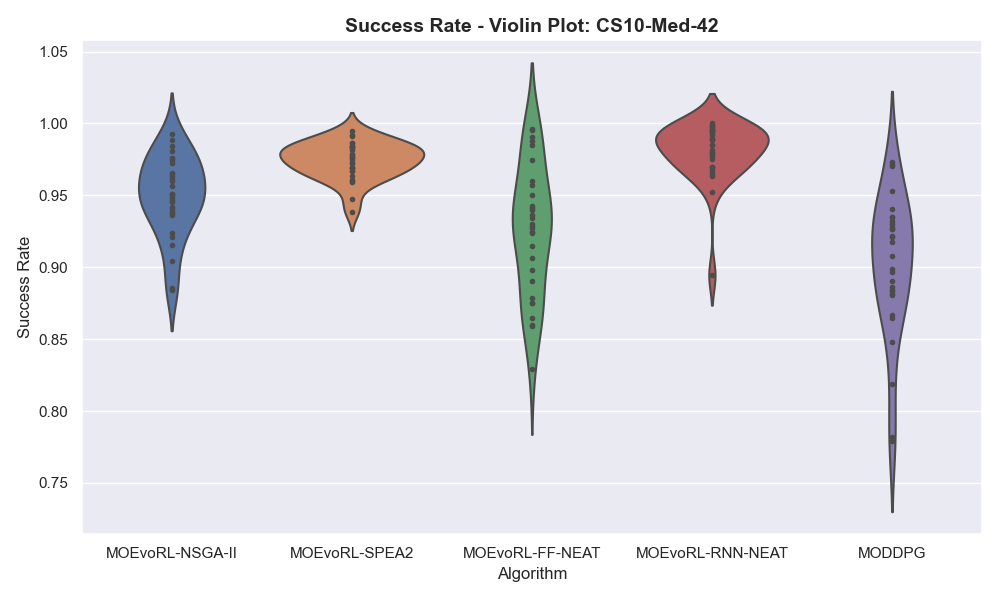 Success Rate - Violin Plot: CS10-Med-42
1.05
1.00
0.95
0.90
0.85
0.80
0.75
Success Rate
MOEvoRL-NSGA-II MOEvoRL-SPEA2 MOEvoRL-FF-NEAT MOEvoRL-RNN-NEAT MODDPG
Algorithm